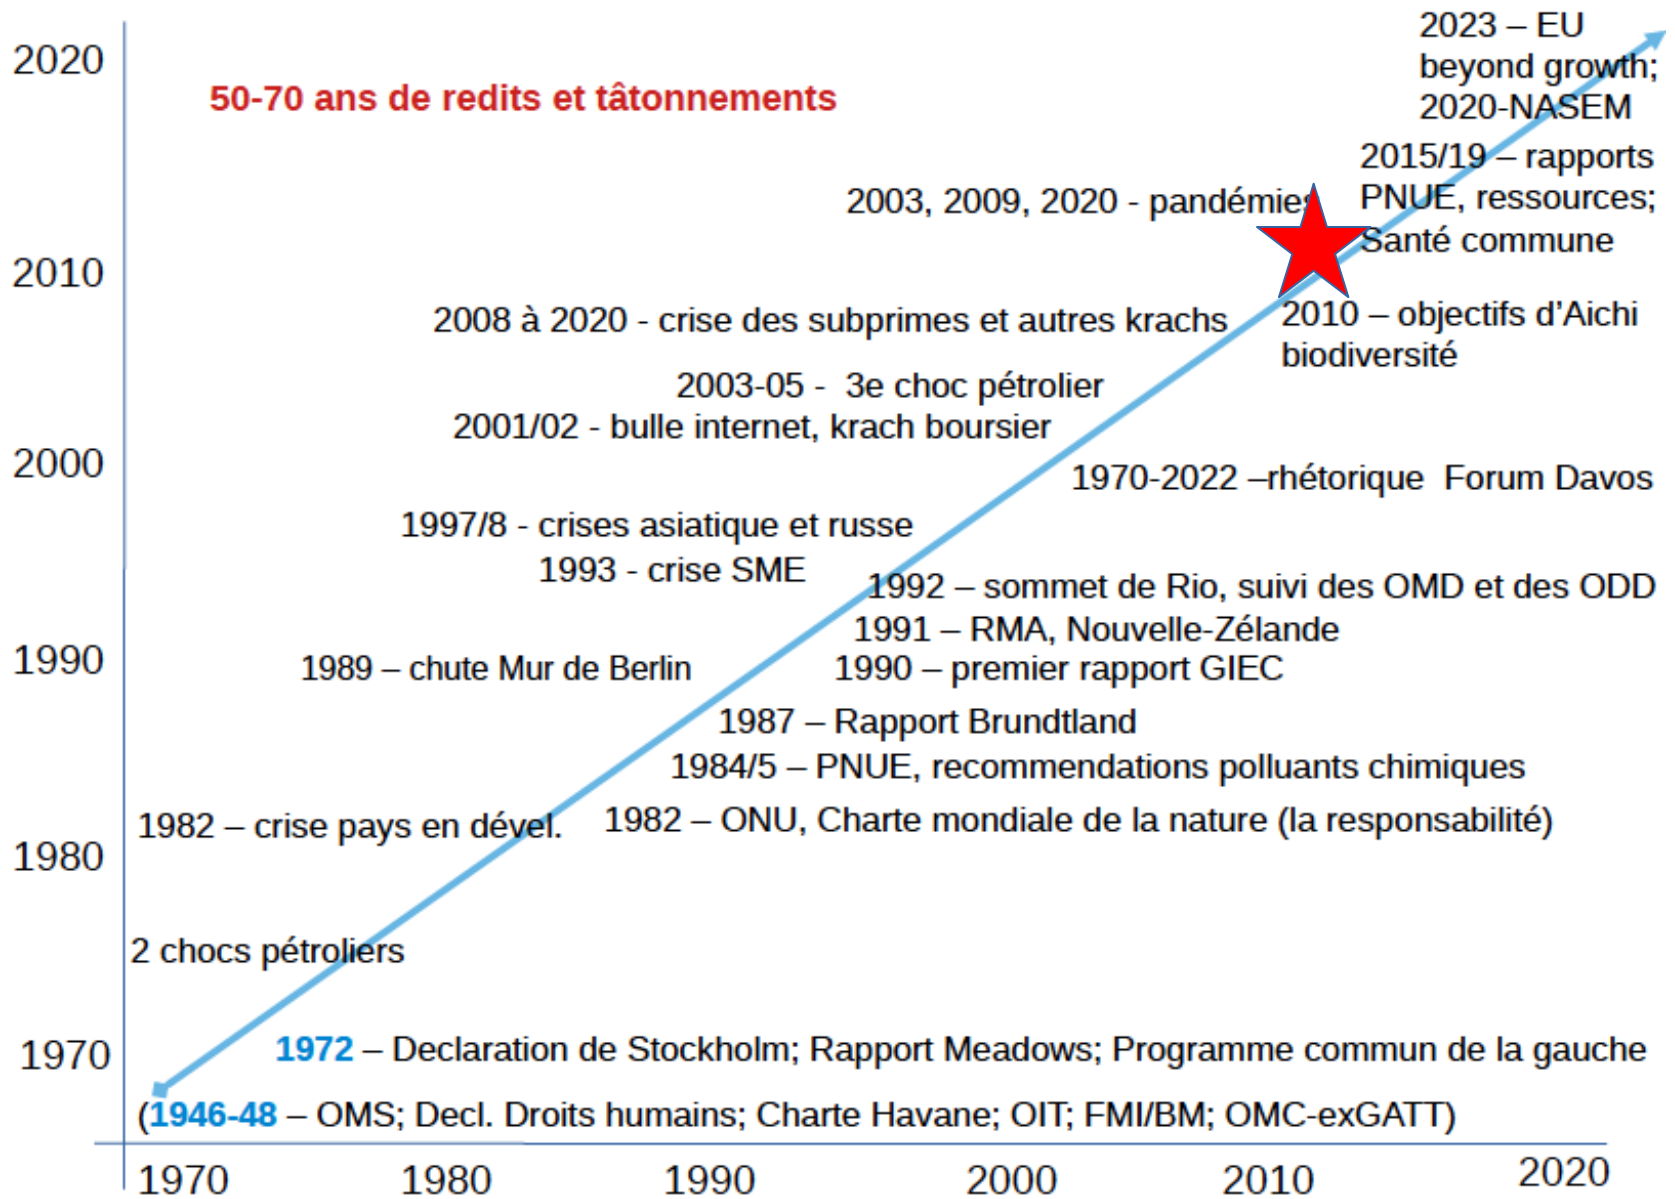 2023 – EU
beyond growth;
2020-NASEM
2020
50-70 ans de redits et tâtonnements
2015/19 – rapports
PNUE, ressources;
Santé commune
2003, 2009, 2020 - pandémies
2010
2008 à 2020 - crise des subprimes et autres krachs
2010 – objectifs d’Aichi
biodiversité
2003-05 -  3e choc pétrolier
2001/02 - bulle internet, krach boursier
2000
1970-2022 –rhétorique  Forum Davos
1997/8 - crises asiatique et russe
1993 - crise SME
1992 – sommet de Rio, suivi des OMD et des ODD
1991 – RMA, Nouvelle-Zélande
1990
1989 – chute Mur de Berlin
1990 – premier rapport GIEC
1987 – Rapport Brundtland
1984/5 – PNUE, recommendations polluants chimiques
1982 – crise pays en dével.
1982 – ONU, Charte mondiale de la nature (la responsabilité)
1980
2 chocs pétroliers
1970
1972 – Declaration de Stockholm; Rapport Meadows; Programme commun de la gauche
(1946-48 – OMS; Decl. Droits humains; Charte Havane; OIT; FMI/BM; OMC-exGATT)
1970 1980 1990 2000 2010 2020